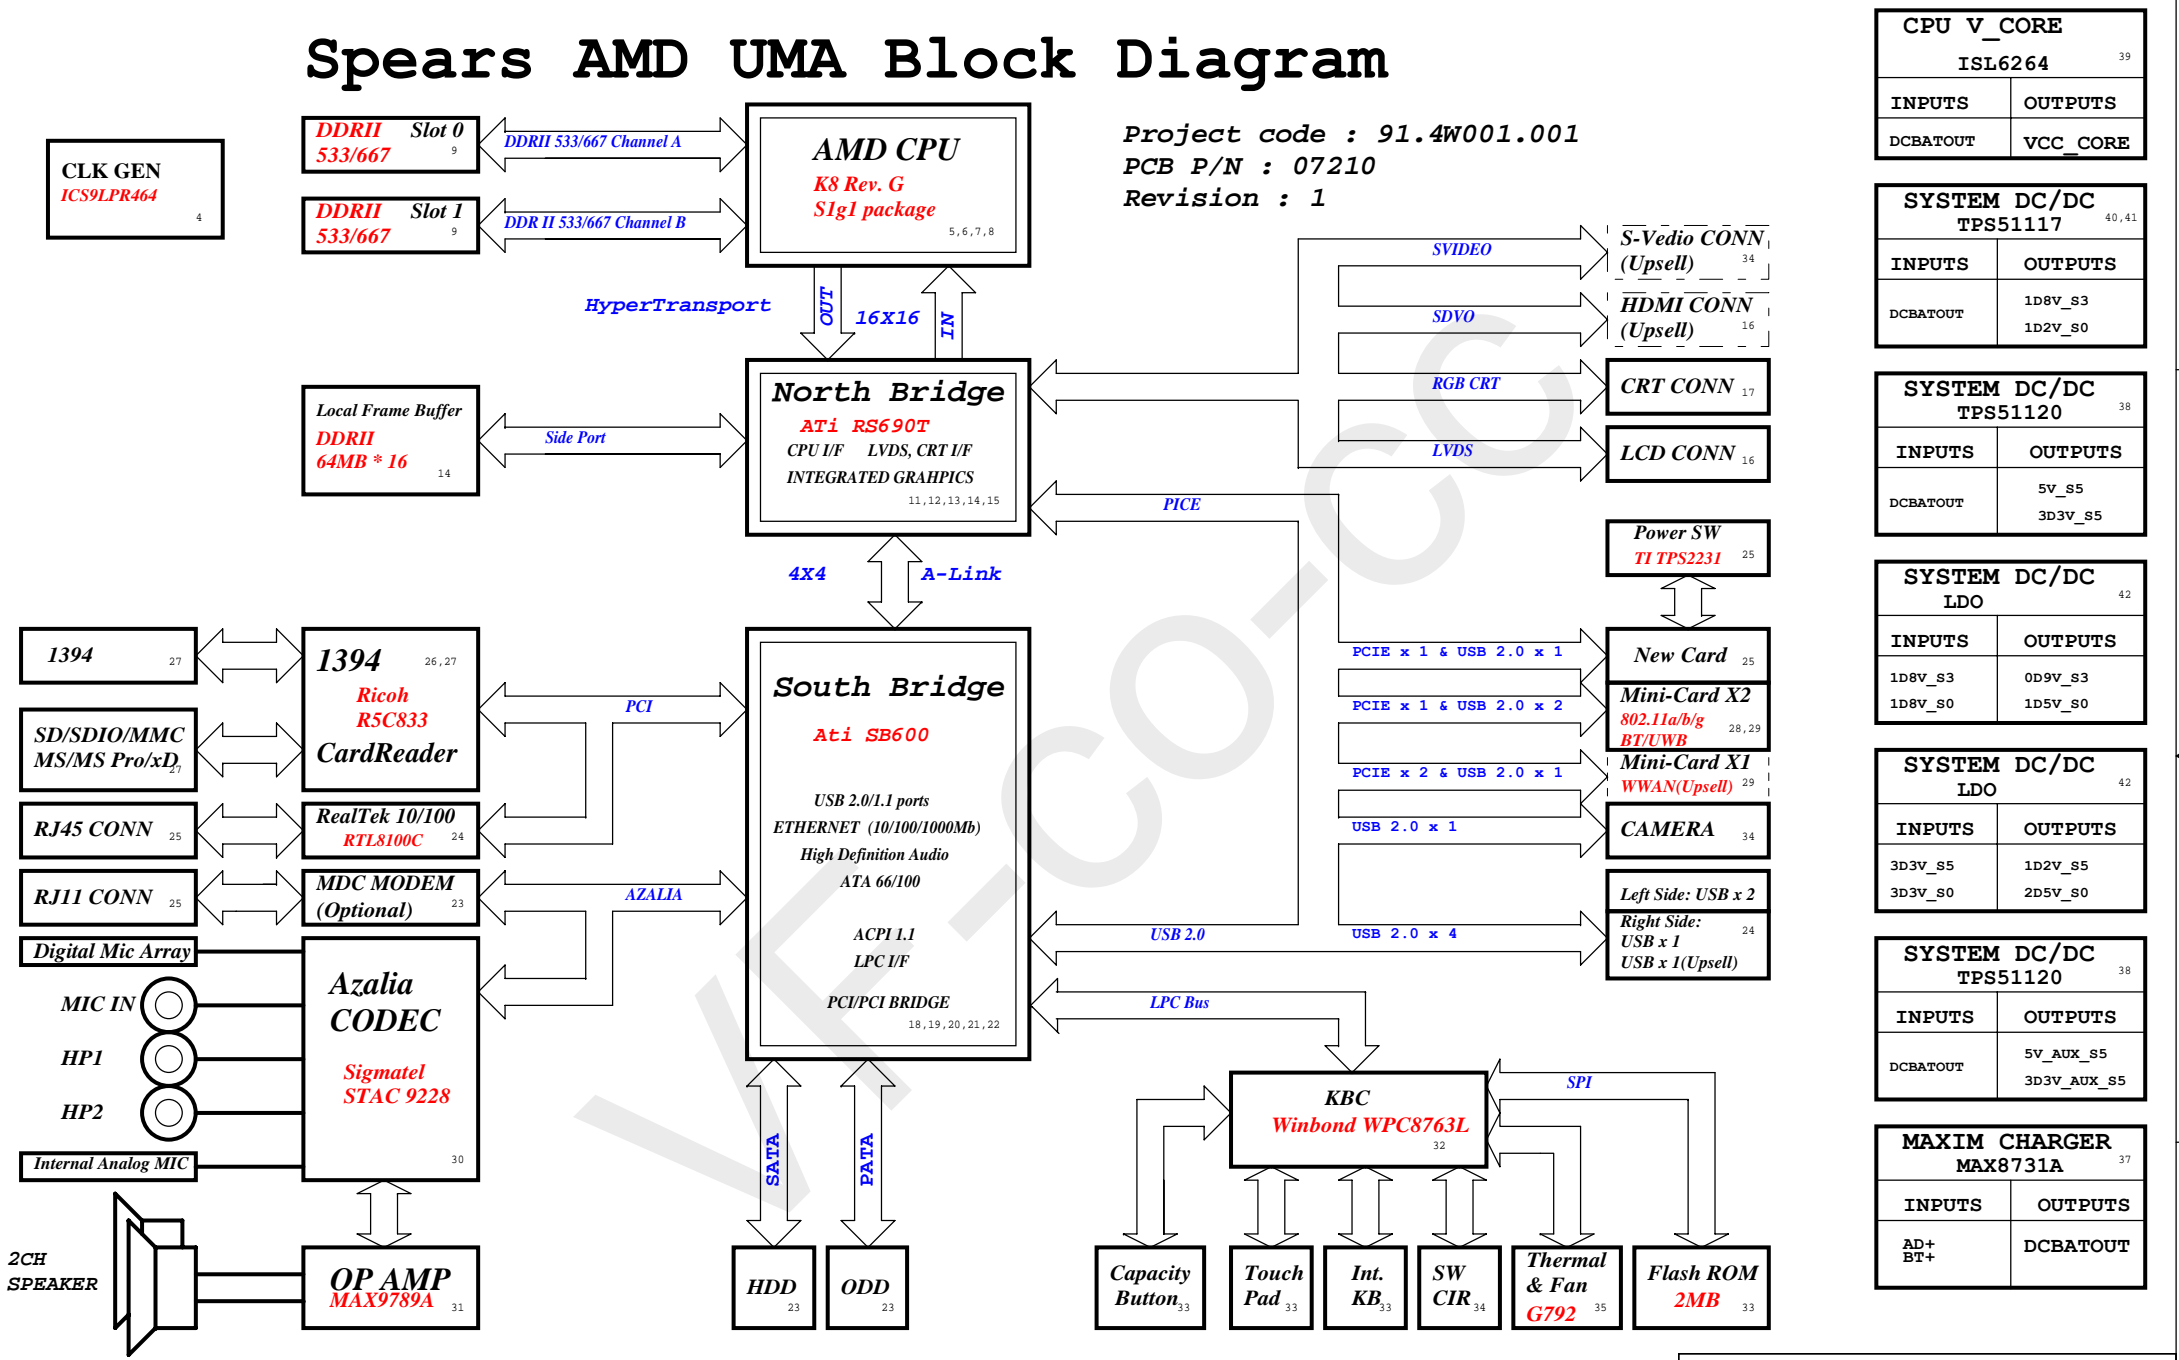 Spears AMD UMA Block Diagram
Project code : 91.4W001.001
PCB P/N : 07210
Revision : 1
CLK GEN
ICS9LPR464
4
DDRII Slot 0
533/667 9
DDRII 533/667 Channel A
DDRII Slot 1
533/667 9
DDR II 533/667 Channel B
AMD CPU
K8 Rev. G
S1g1 package
5,6,7,8
HyperTransport
OUT
16X16
IN
Local Frame Buffer
DDRII
64MB * 16
14
Side Port
North Bridge
ATi RS690T
CPU I/F LVDS, CRT I/F
INTEGRATED GRAHPICS
11,12,13,14,15
SVIDEO
S-Vedio CONN
(Upsell) 34
SDVO
HDMI CONN
(Upsell) 16
RGB CRT
CRT CONN 17
LVDS
LCD CONN 16
PICE
4X4
A-Link
Power SW
TI TPS2231 25
PCIE x 1 & USB 2.0 x 1
New Card 25
PCIE x 1 & USB 2.0 x 2
Mini-Card X2
802.11a/b/g
BT/UWB
28,29
PCIE x 2 & USB 2.0 x 1
Mini-Card X1
WWAN(Upsell) 29
USB 2.0 x 1
CAMERA 34
Left Side: USB x 2
USB 2.0
USB 2.0 x 4
Right Side:
USB x 1
USB x 1(Upsell)
24
1394 27
1394 26,27
Ricoh
R5C833
CardReader
SD/SDIO/MMC
MS/MS Pro/xD 27
PCI
RJ45 CONN 25
RealTek 10/100
RTL8100C 24
RJ11 CONN 25
MDC MODEM
(Optional) 23
AZALIA
South Bridge
Ati SB600
USB 2.0/1.1 ports
ETHERNET (10/100/1000Mb)
High Definition Audio
ATA 66/100
ACPI 1.1
LPC I/F
PCI/PCI BRIDGE
18,19,20,21,22
Digital Mic Array
MIC IN
HP1
HP2
Internal Analog MIC
Azalia
CODEC
Sigmatel
STAC 9228
30
2CH
SPEAKER
OP AMP
MAX9789A 31
SATA
PATA
HDD
23
ODD
23
LPC Bus
KBC
Winbond WPC8763L
32
SPI
Capacity
Button 33
Touch
Pad 33
Int.
KB 33
SW
CIR 34
Thermal
& Fan
G792 35
Flash ROM
2MB 33
CPU V_CORE
ISL6264 39
INPUTS OUTPUTS
DCBATOUT VCC_CORE
SYSTEM DC/DC
TPS51117 40,41
INPUTS OUTPUTS
DCBATOUT
1D8V_S3
1D2V_S0
SYSTEM DC/DC
TPS51120 38
INPUTS OUTPUTS
DCBATOUT
5V_S5
3D3V_S5
SYSTEM DC/DC
LDO 42
INPUTS OUTPUTS
1D8V_S3 0D9V_S3
1D8V_S0 1D5V_S0
SYSTEM DC/DC
LDO 42
INPUTS OUTPUTS
3D3V_S5 1D2V_S5
3D3V_S0 2D5V_S0
SYSTEM DC/DC
TPS51120 38
INPUTS OUTPUTS
DCBATOUT
5V_AUX_S5
3D3V_AUX_S5
MAXIM CHARGER
MAX8731A 37
INPUTS OUTPUTS
AD+
BT+
DCBATOUT
VF-co-cc